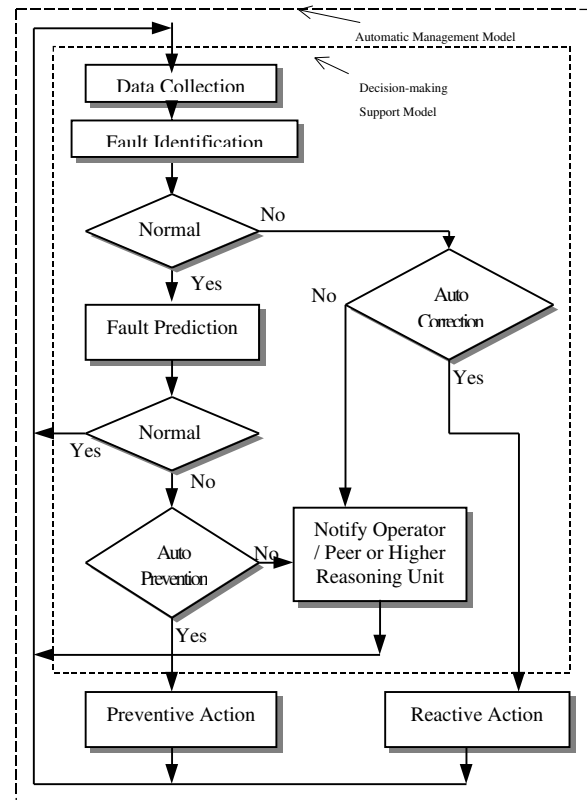 Automatic Management Model
Decision-making
Support Model
Data Collection
Fault Identification
Normal
No
Yes
Auto
Correction
No
Yes
Fault Prediction
Normal
Yes
No
Auto
Prevention
No
Yes
Notify Operator
/ Peer or Higher
Reasoning Unit
Preventive Action
Reactive Action